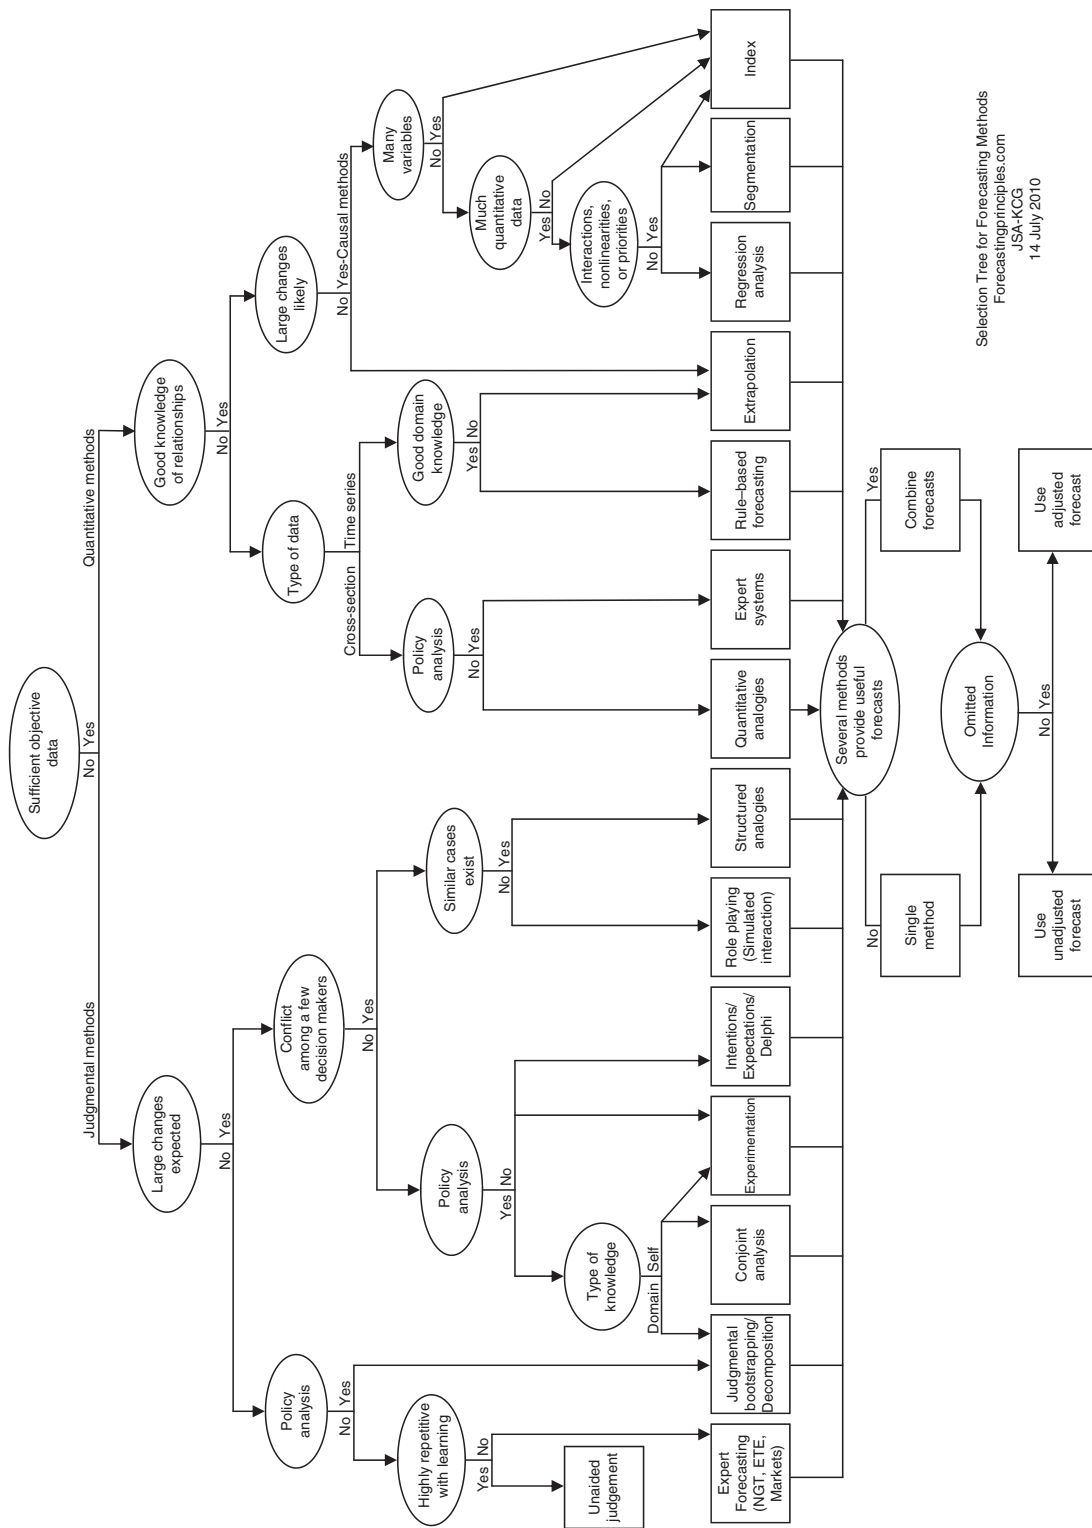 Sufficient objective
data
No
Yes
Judgmental methods
Quantitative methods
Large changes
expected
No
Yes
Good knowledge
of relationships
No
Yes
Policy
analysis
No
Yes
Conflict
among a few
decision makers
No
Yes
Type of data
Cross-section
Time series
Large changes
likely
No
Yes-Causal methods
Highly repetitive
with learning
Yes
No
Policy
analysis
Yes
No
Similar cases
exist
No
Yes
Policy
analysis
No
Yes
Good domain
knowledge
Yes
No
Many
variables
No
Yes
Much
quantitative
data
Yes
No
Unaided
judgement
Type of
knowledge
Domain
Self
Interactions,
nonlinearities,
or priorities
No
Yes
Expert
Forecasting
(NGT, ETE,
Markets)
Judgmental
bootstrapping/
Decomposition
Conjoint
analysis
Experimentation
Intentions/
Expectations/
Delphi
Role playing
(Simulated
interaction)
Structured
analogies
Quantitative
analogies
Expert
systems
Rule–based
forecasting
Extrapolation
Regression
analysis
Segmentation
Index
Several methods
provide useful
forecasts
No
Yes
Single
method
Combine
forecasts
Omitted
Information
No
Yes
Use
unadjusted
forecast
Use
adjusted
forecast
Selection Tree for Forecasting Methods
Forecastingprinciples.com
JSA-KCG
14 July 2010